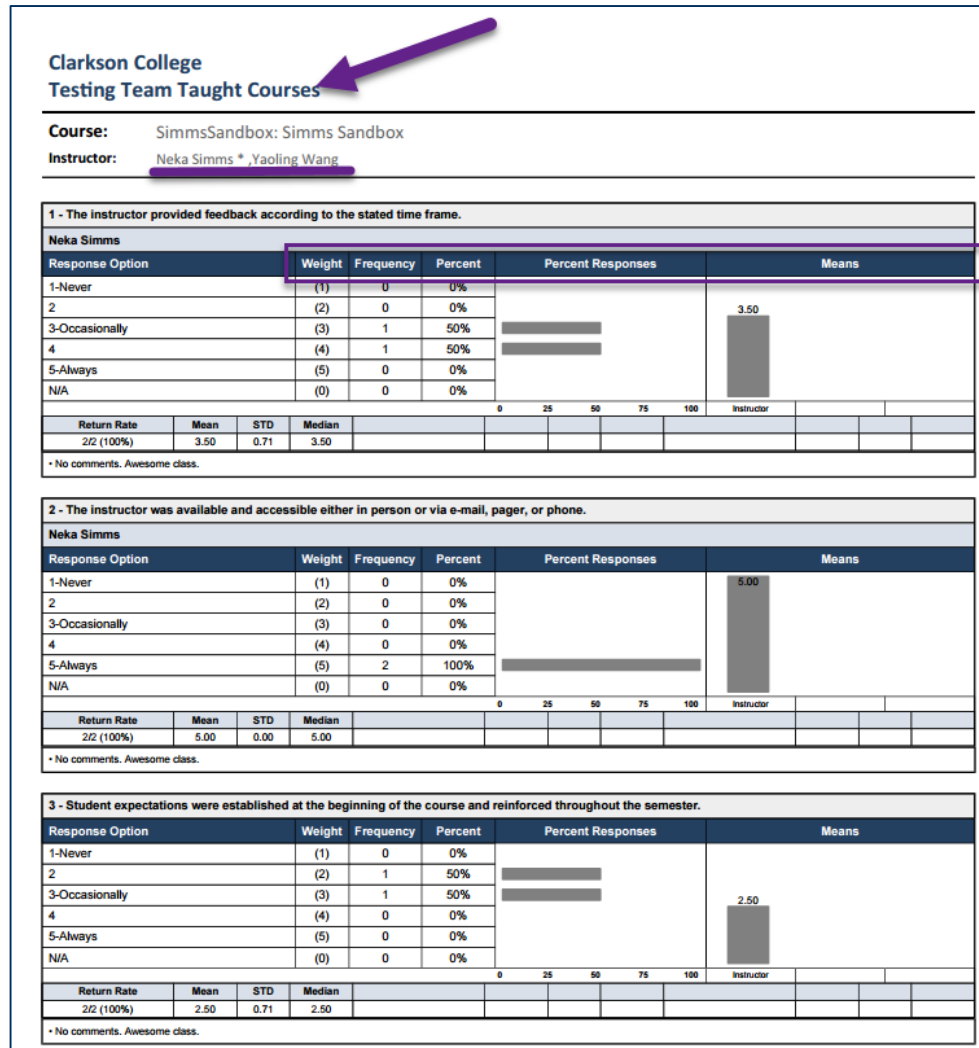 Clarkson College
Testing Team Taught Courses
Course: SimmsSandbox: Simms Sandbox
Instructor: Neka Simms * ,Yaoling Wang
1 - The instructor provided feedback according to the stated time frame.
Neka Simms
Response Option Weight Frequency Percent Percent Responses Means
1-Never (1) 0 0%
2 (2) 0 0% 3.50
3-Occasionally (3) 1 50%
4 (4) 1 50%
5-Always (5) 0 0%
N/A (0) 0 0%
0 25 50 75 100 Instructor
Return Rate Mean STD Median
2/2 (100%) 3.50 0.71 3.50
• No comments. Awesome class.
2 - The instructor was available and accessible either in person or via e-mail, pager, or phone.
Neka Simms
Response Option Weight Frequency Percent Percent Responses Means
1-Never (1) 0 0% 5.00
2 (2) 0 0%
3-Occasionally (3) 0 0%
4 (4) 0 0%
5-Always (5) 2 100%
N/A (0) 0 0%
0 25 50 75 100 Instructor
Return Rate Mean STD Median
2/2 (100%) 5.00 0.00 5.00
• No comments. Awesome class.
3 - Student expectations were established at the beginning of the course and reinforced throughout the semester.
Response Option Weight Frequency Percent Percent Responses Means
1-Never (1) 0 0%
2 (2) 1 50%
3-Occasionally (3) 1 50% 2.50
4 (4) 0 0%
5-Always (5) 0 0%
N/A (0) 0 0%
0 25 50 75 100 Instructor
Return Rate Mean STD Median
2/2 (100%) 2.50 0.71 2.50
• No comments. Awesome class.